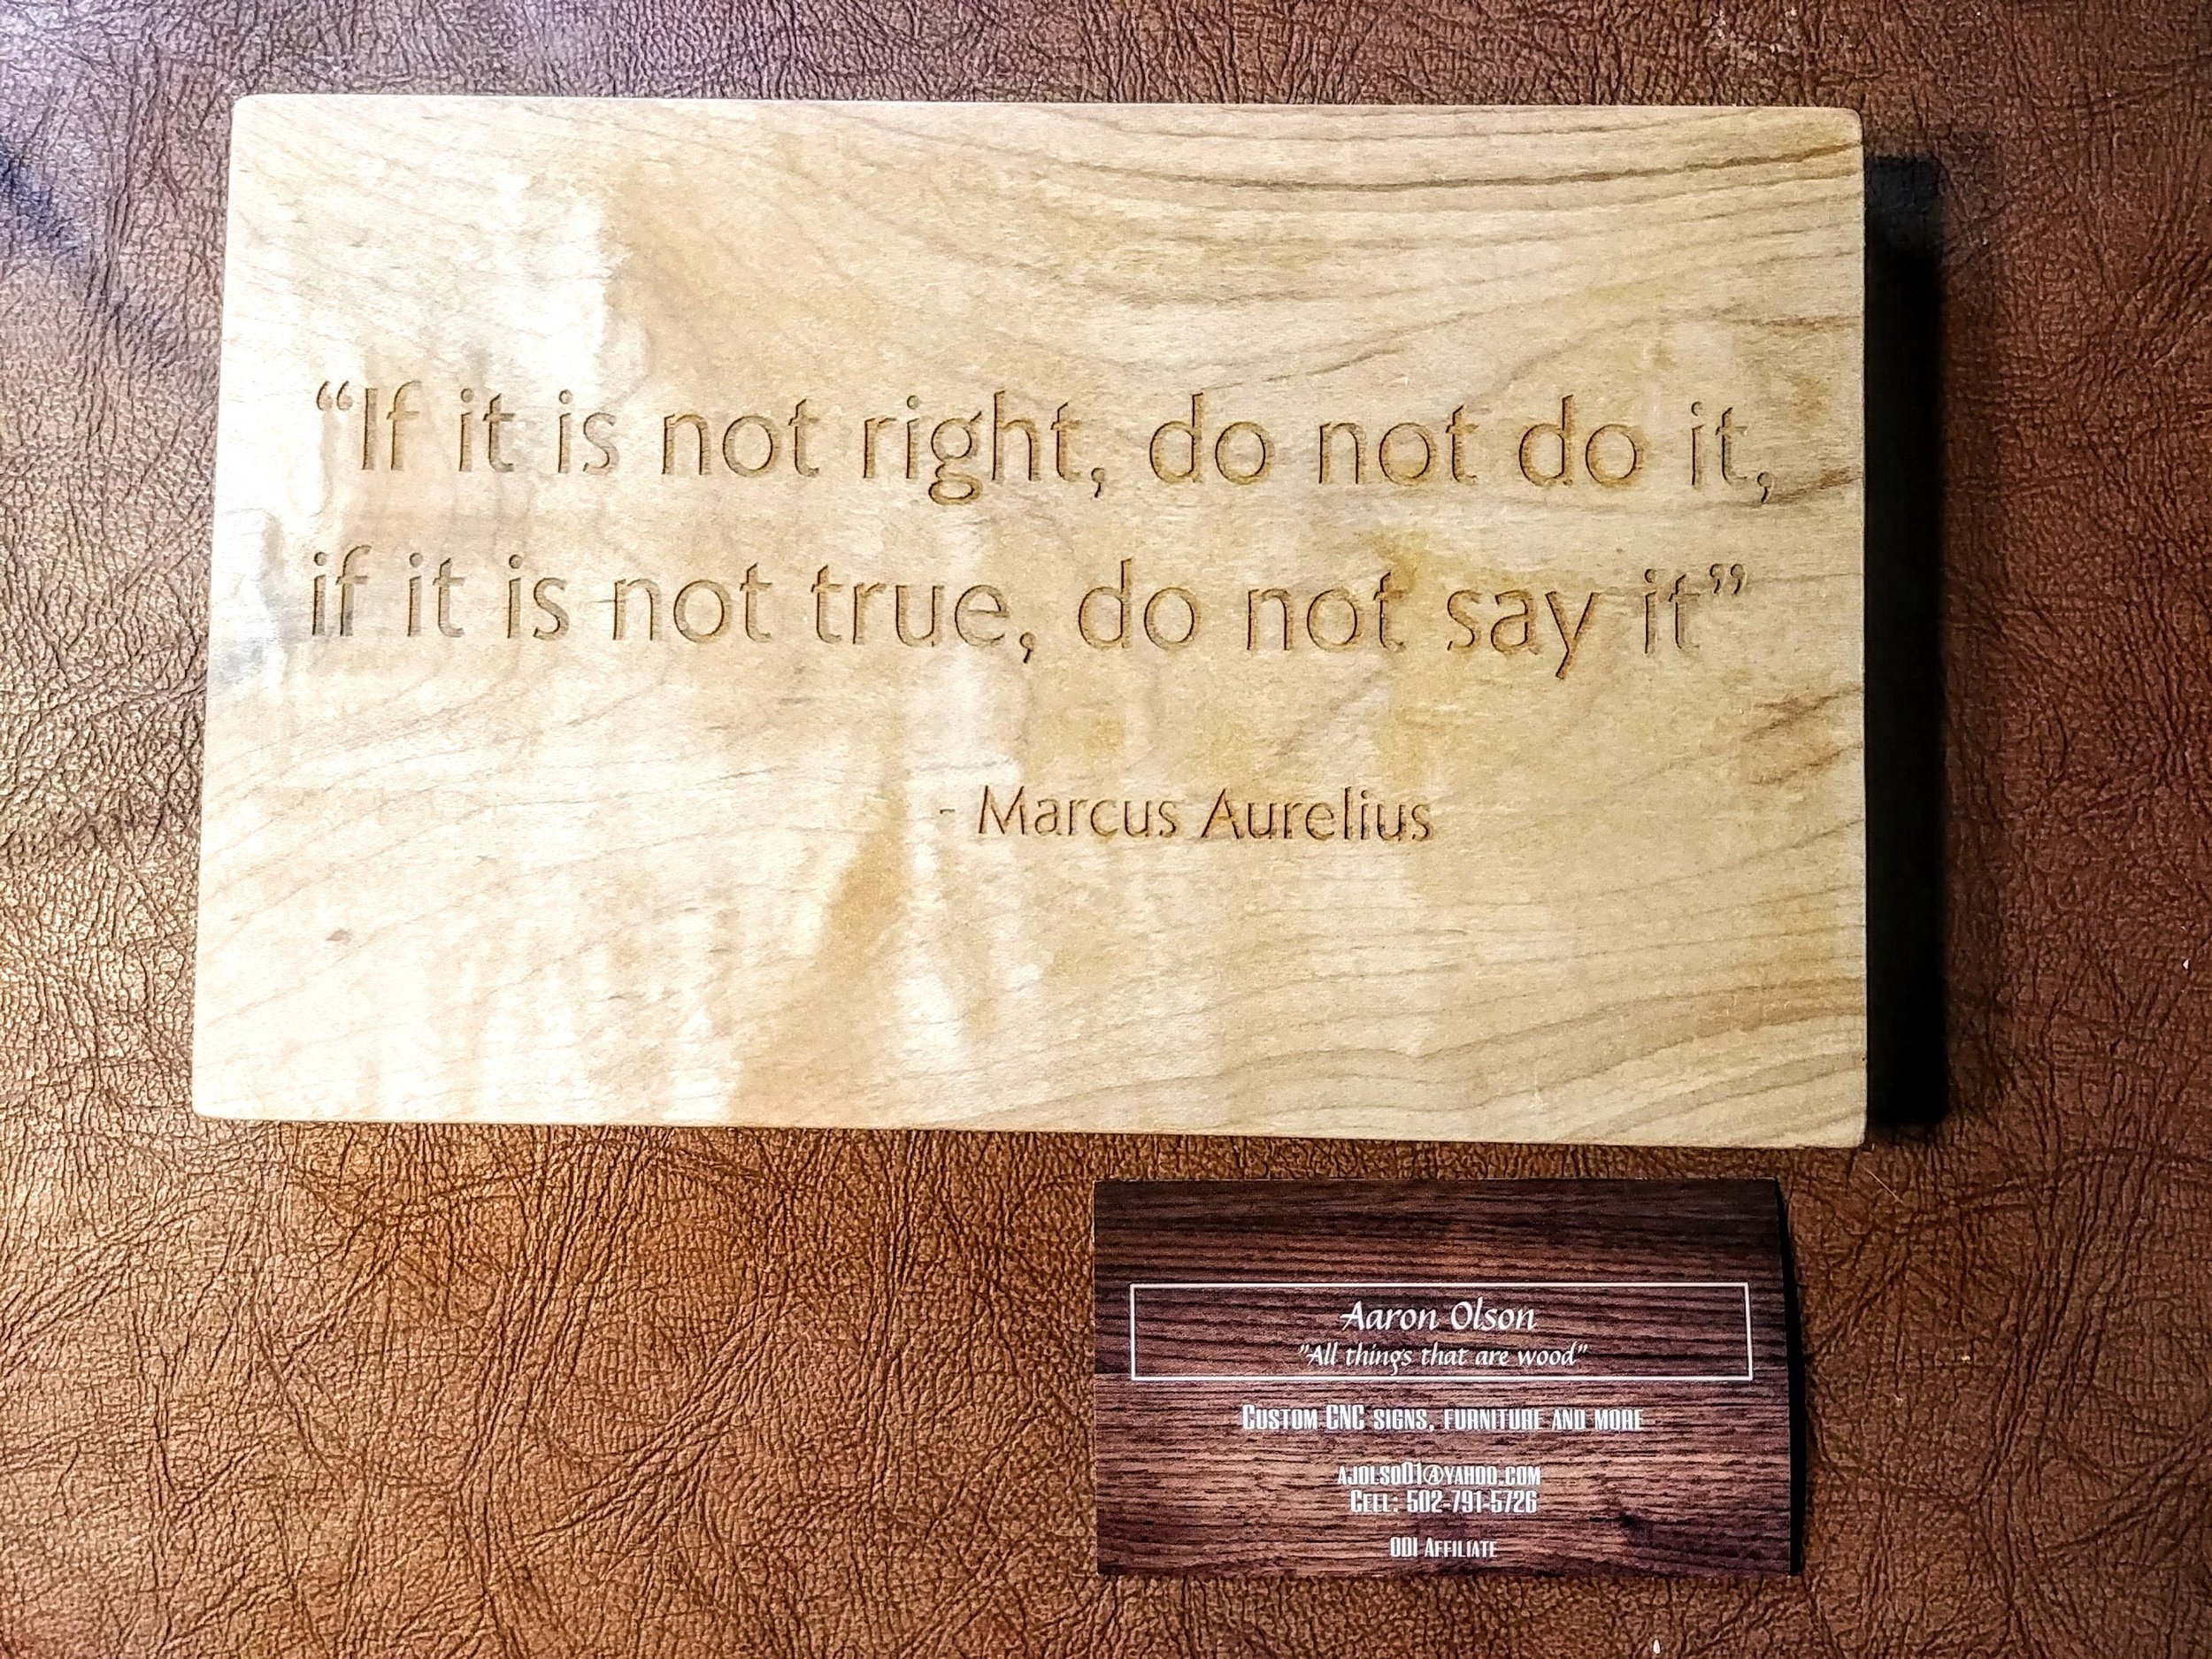 “If it is not right, do not do it,
if it is not true, do not say it”
- Marcus Aurelius
Aaron Olson
"All things that are wood"
Custom CNC signs, furniture and more
ajolso01@yahoo.com
Cell: 502-791-5726
ODI Affiliate